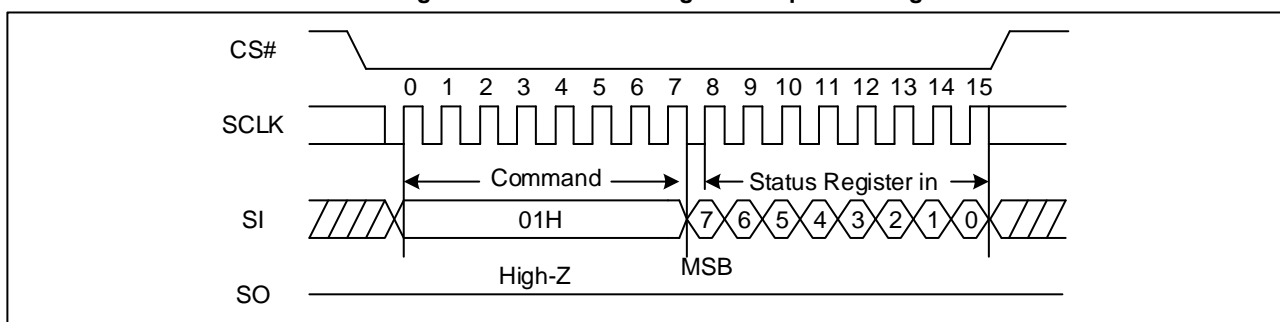 CS#
0 1 2 3 4 5 6 7 8 9 10 11 12 13 14 15
SCLK
Command Status Register in
SI 01H 7 6 5 4 3 2 1 0
High-Z MSB
SO